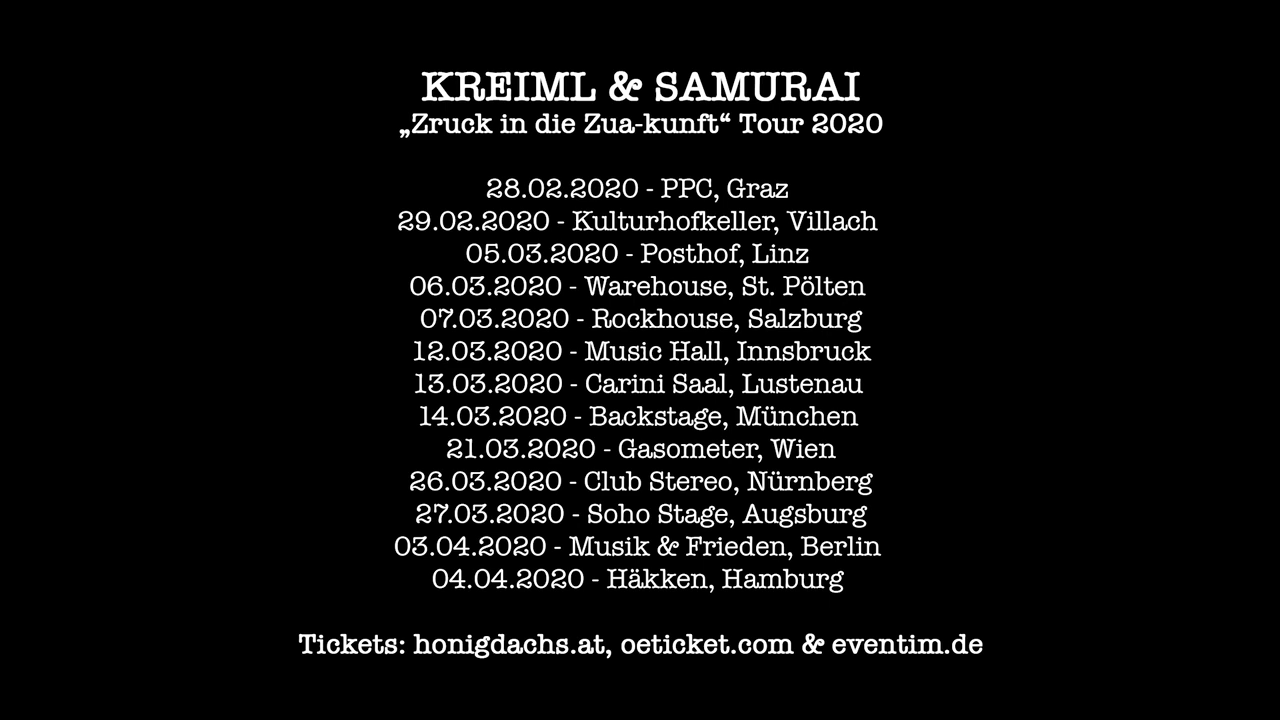 KREIML & SAMURAI
„Zruck in die Zua-kunft“ Tour 2020
28.02.2020 - PPC, Graz
29.02.2020 - Kulturhofkeller, Villach
05.03.2020 - Posthof, Linz
06.03.2020 - Warehouse, St. Pölten
07.03.2020 - Rockhouse, Salzburg
12.03.2020 - Music Hall, Innsbruck
13.03.2020 - Carini Saal, Lustenau
14.03.2020 - Backstage, München
21.03.2020 - Gasometer, Wien
26.03.2020 - Club Stereo, Nürnberg
27.03.2020 - Soho Stage, Augsburg
03.04.2020 - Musik & Frieden, Berlin
04.04.2020 - Häkken, Hamburg
Tickets: honigdachs.at, oeticket.com & eventim.de